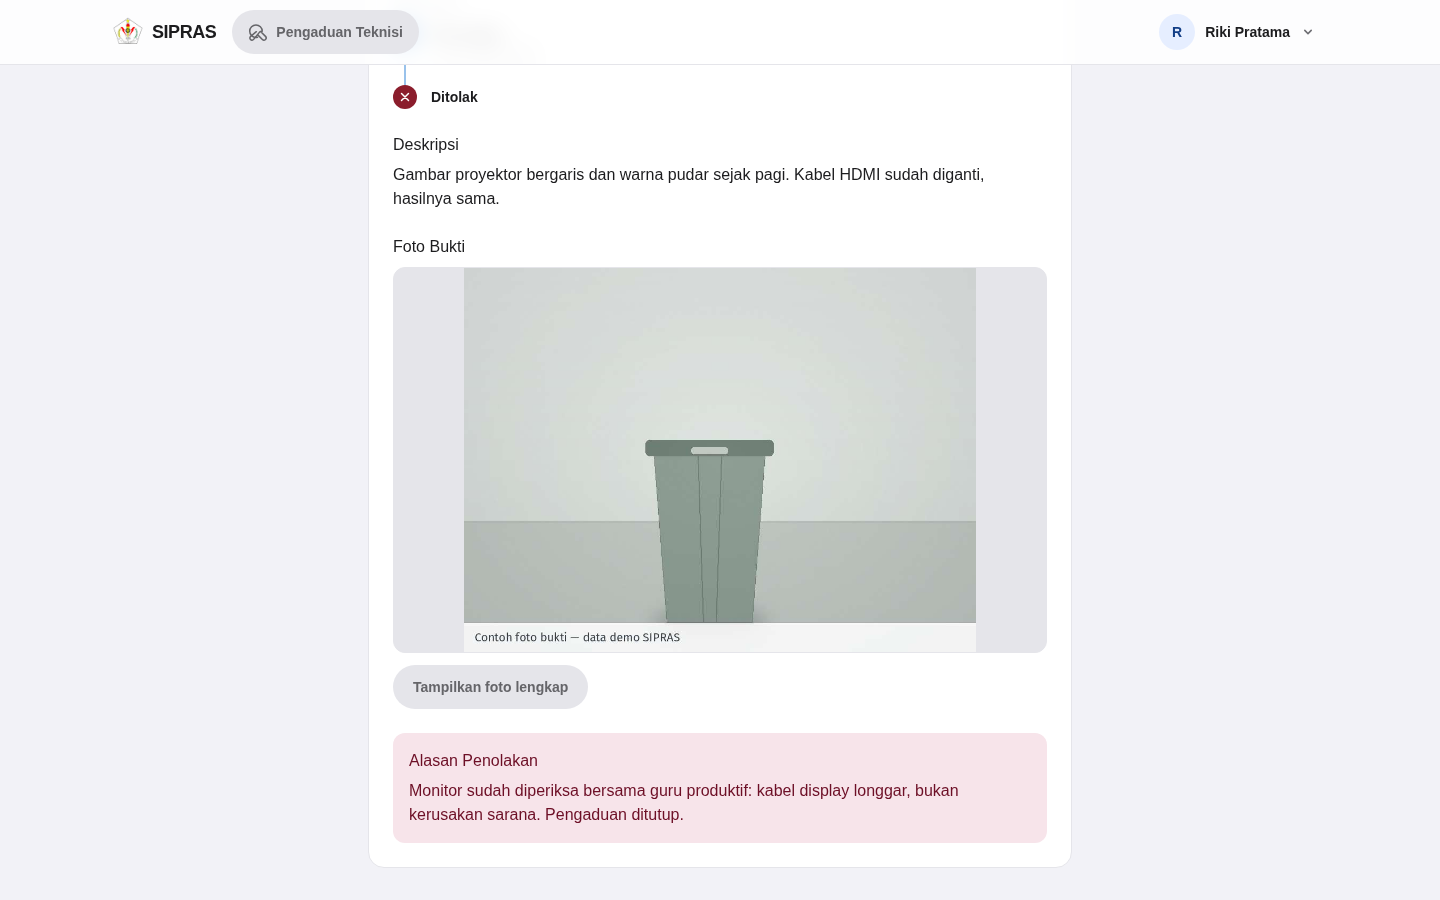 SIPRAS
Pengaduan Teknisi
R
Riki Pratama
Ditolak
Deskripsi
Gambar proyektor bergaris dan warna pudar sejak pagi. Kabel HDMI sudah diganti,
hasilnya sama.
Foto Bukti
Contoh foto bukti — data demo SIPRAS
Tampilkan foto lengkap
Alasan Penolakan
Monitor sudah diperiksa bersama guru produktif: kabel display longgar, bukan
kerusakan sarana. Pengaduan ditutup.